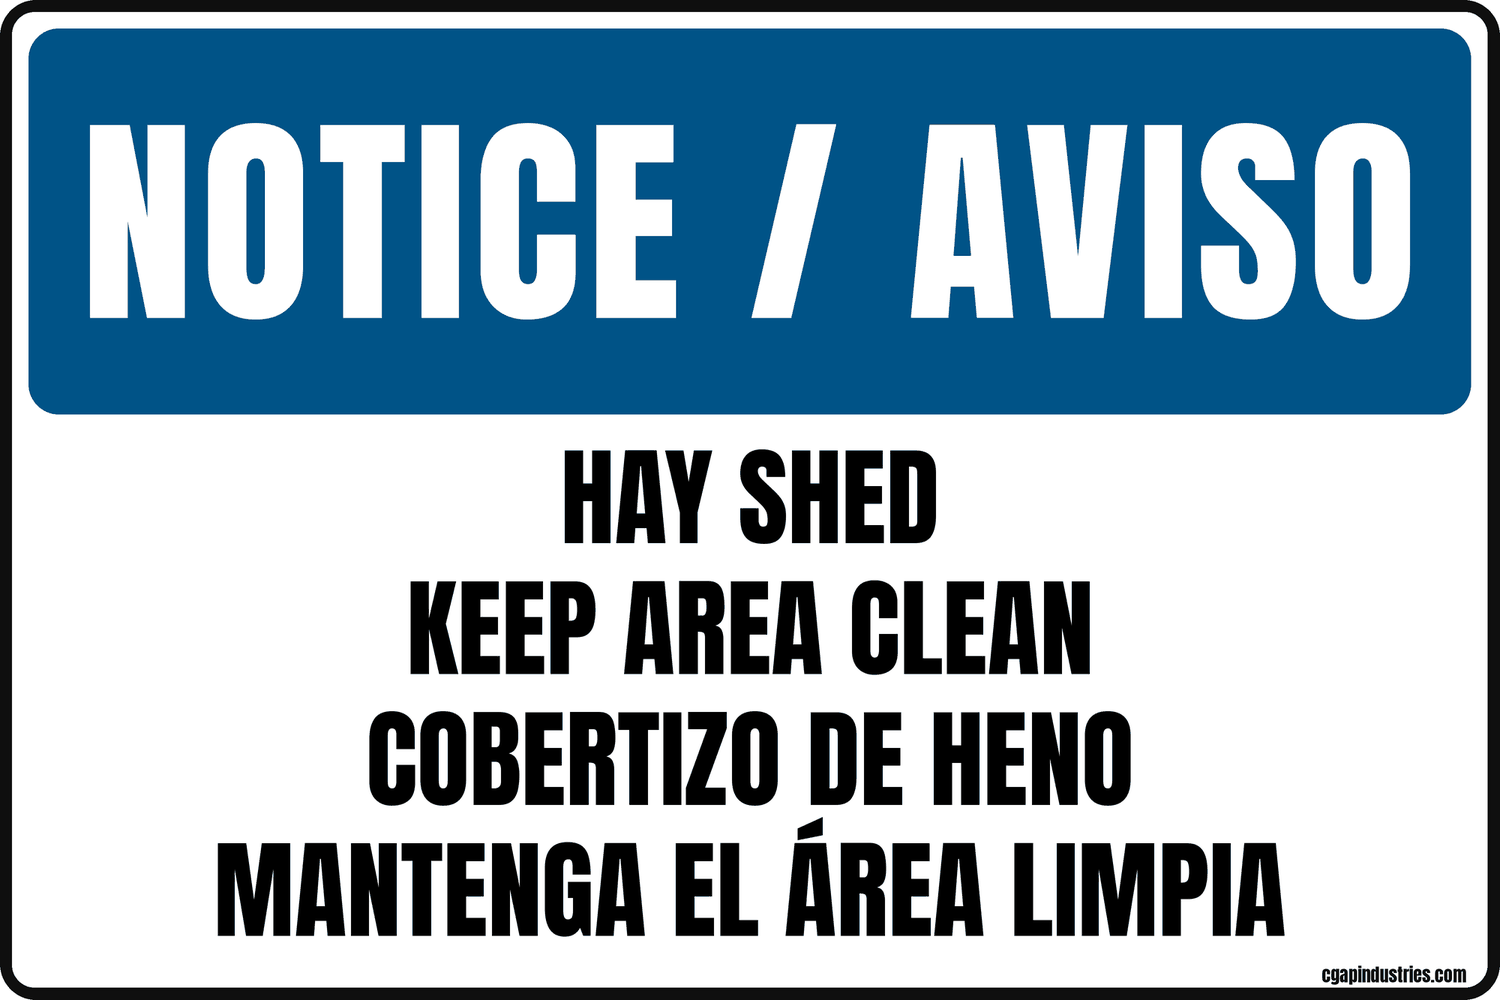 NOTICE / AVISO
HAY SHED
KEEP AREA CLEAN
COBERTIZO DE HENO
MANTENGA EL ÁREA LIMPIA
cgapindustries.com